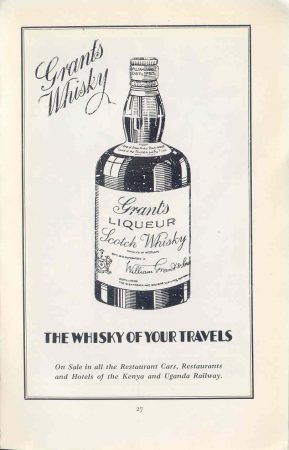 Grants
Whisky
Grant's
LIQUEUR
Scotch Whisky
William Grant & Sons
THE WHISKY OF YOUR TRAVELS
On Sale in all the Restaurant Cars, Restaurants
and Hotels of the Kenya and Uganda Railway.
27